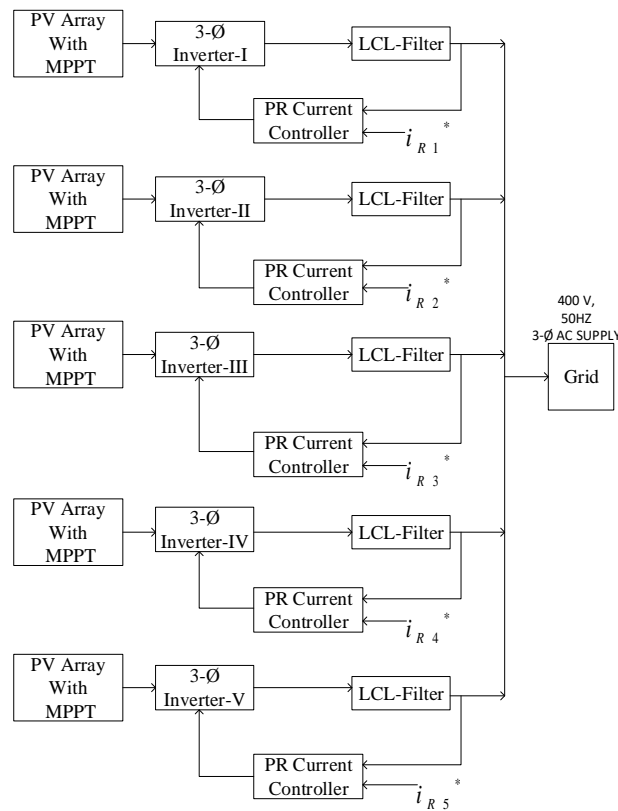 PV Array
With
MPPT
3-Ø
Inverter-I
LCL-Filter
PR Current
Controller
i R 1 *
PV Array
With
MPPT
3-Ø
Inverter-II
LCL-Filter
PR Current
Controller
i R 2 *
400 V,
50HZ
3-Ø AC SUPPLY
Grid
PV Array
With
MPPT
3-Ø
Inverter-III
LCL-Filter
PR Current
Controller
i R 3 *
PV Array
With
MPPT
3-Ø
Inverter-IV
LCL-Filter
PR Current
Controller
i R 4 *
PV Array
With
MPPT
3-Ø
Inverter-V
LCL-Filter
PR Current
Controller
i R 5 *